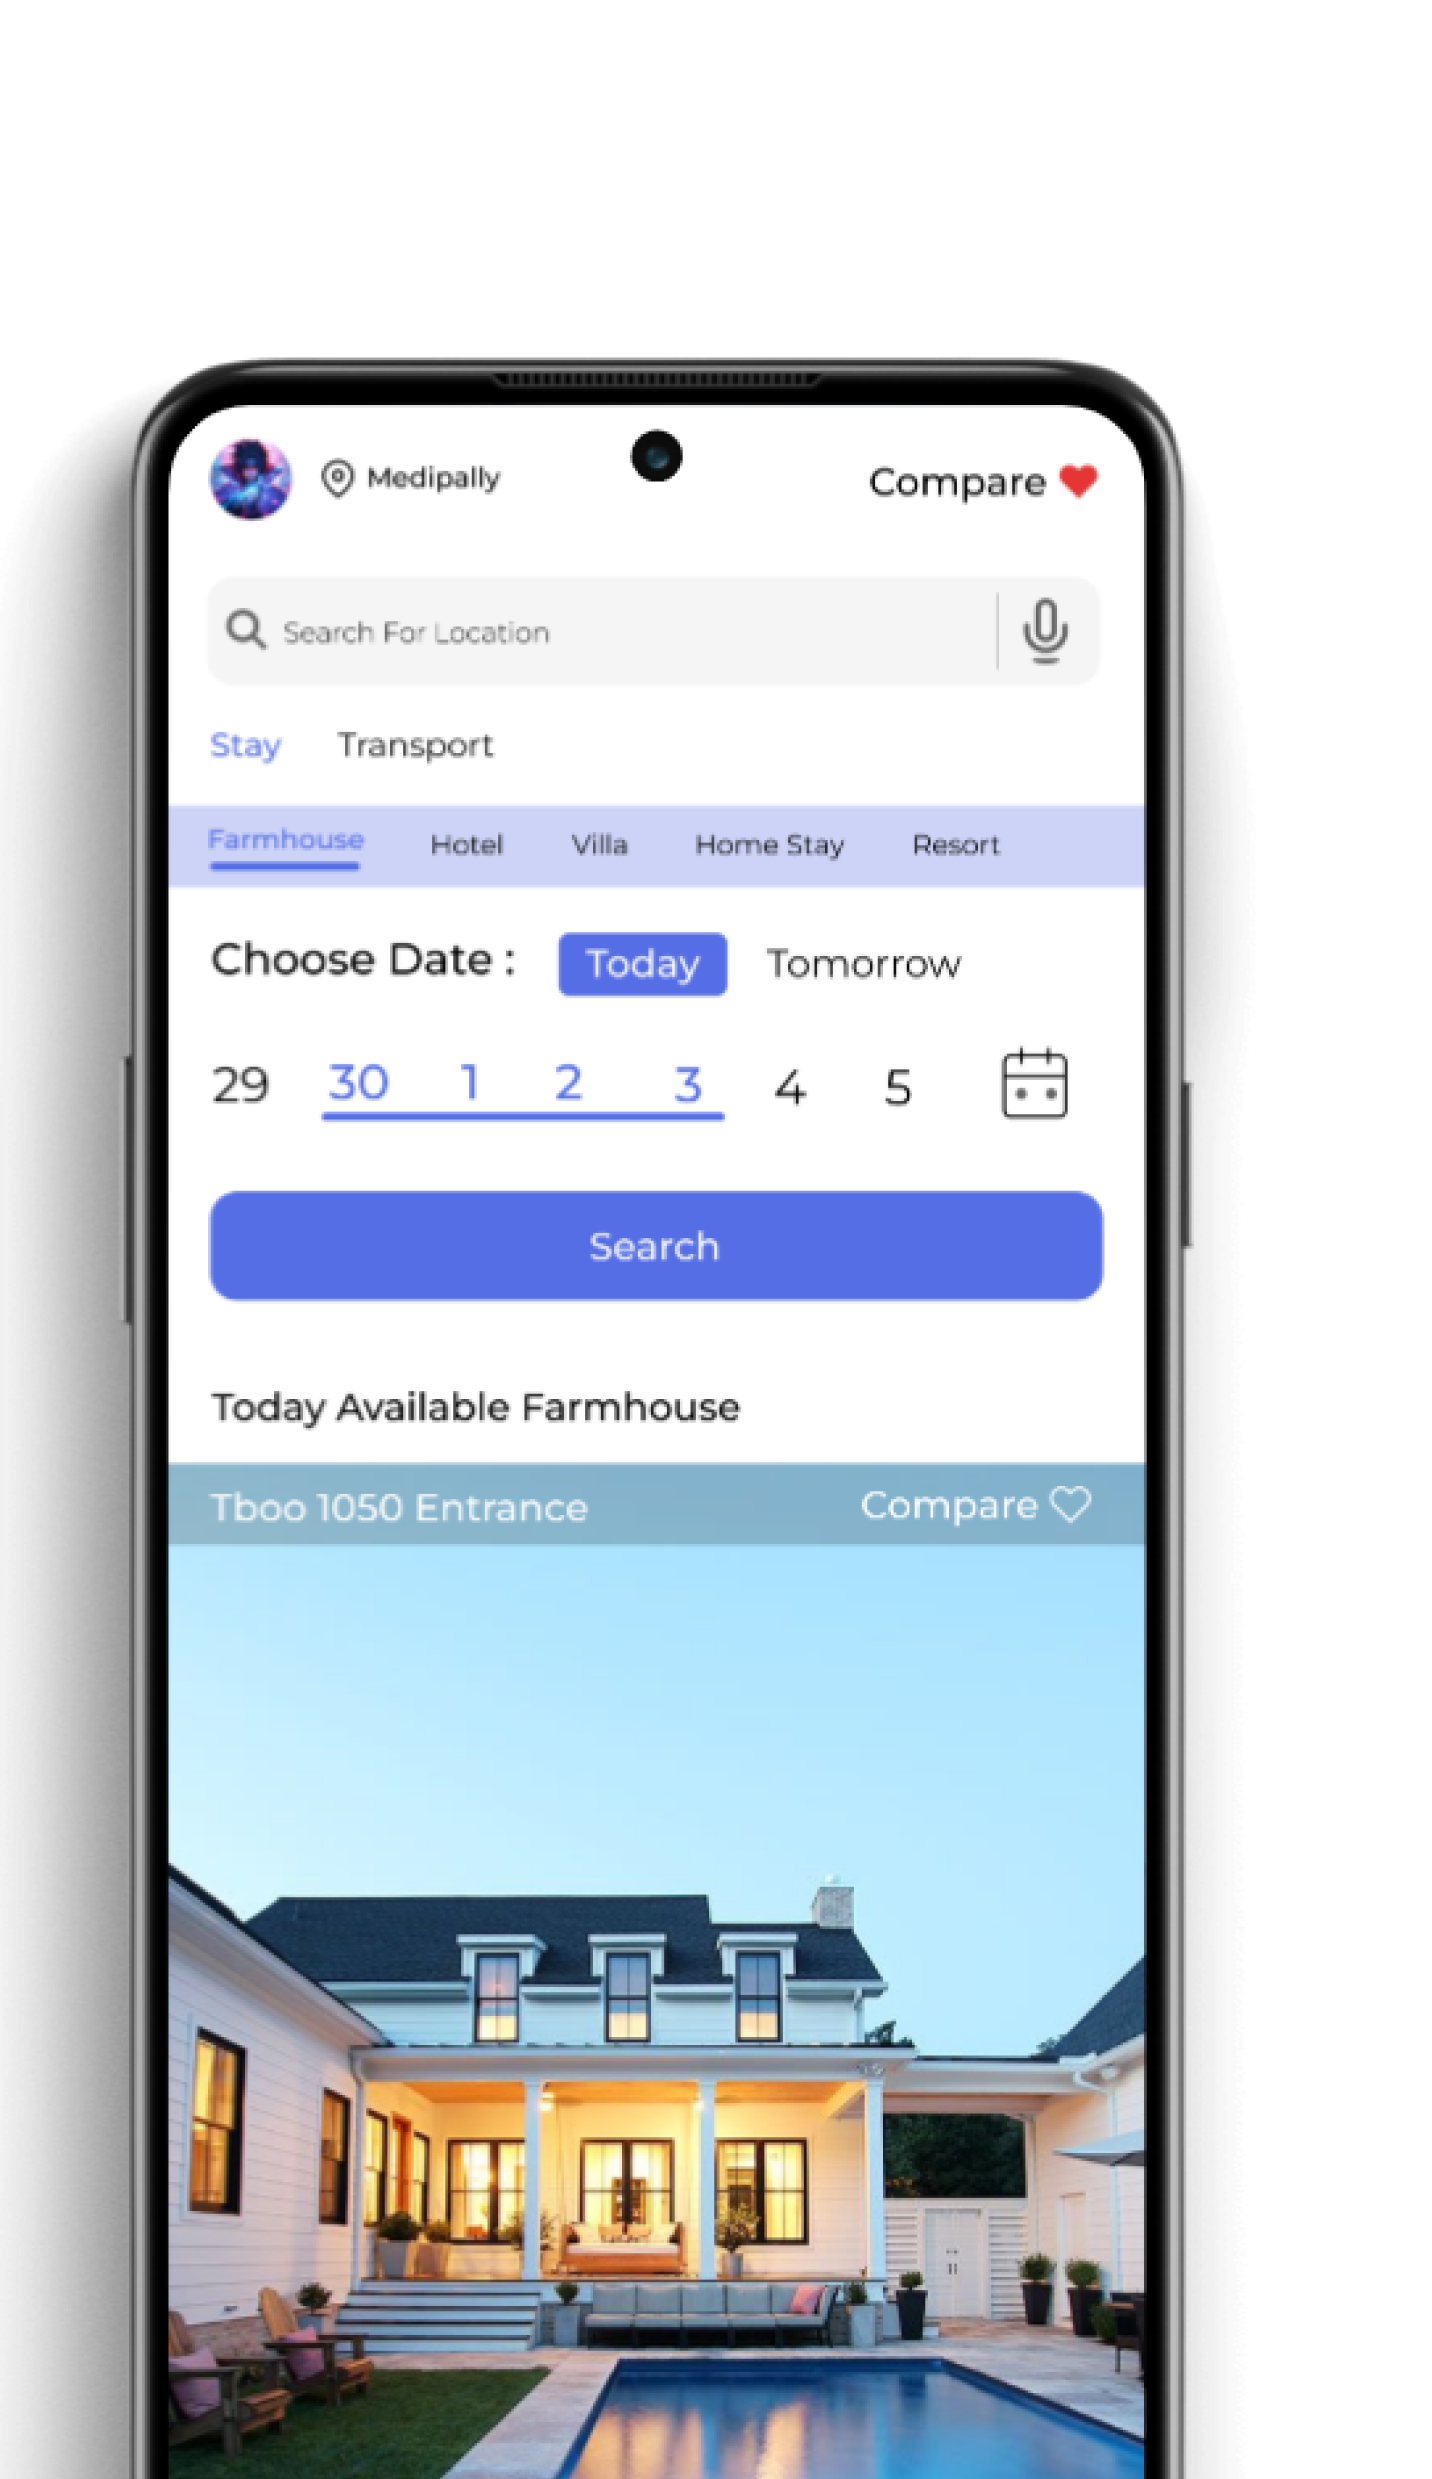 Medipally Compare
Search For Location
Stay Transport
Farmhouse Hotel Villa Home Stay Resort
Choose Date : Today Tomorrow
29 30 1 2 3 4 5
Search
Today Available Farmhouse
Tboo 1050 Entrance Compare